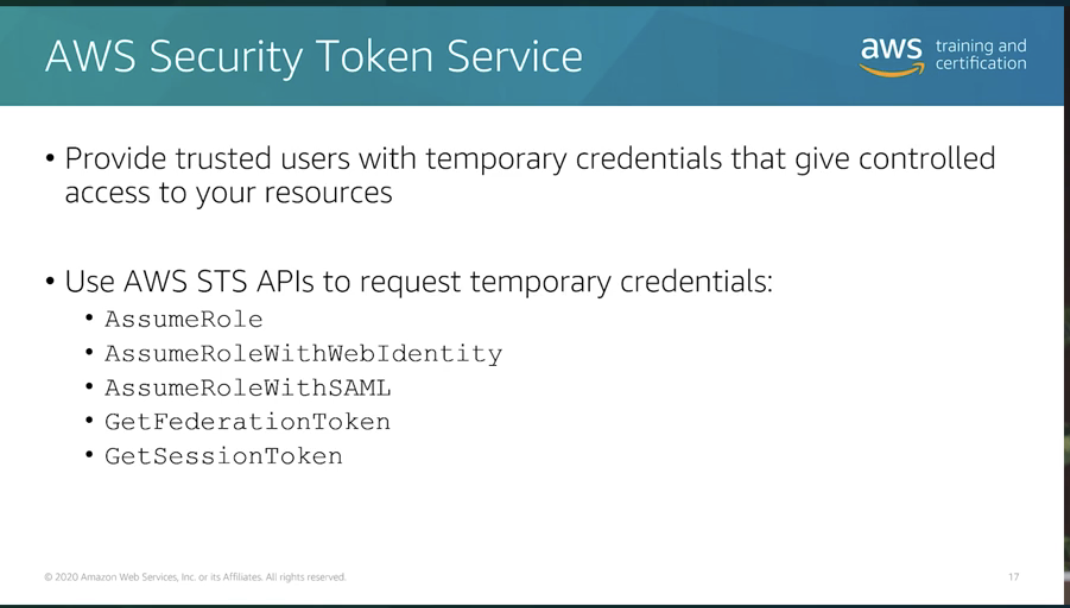 AWS Security Token Service
aws training and
certification
• Provide trusted users with temporary credentials that give controlled
access to your resources
• Use AWS STS APIs to request temporary credentials:
• AssumeRole
• AssumeRoleWithWebIdentity
• AssumeRoleWithSAML
• GetFederationToken
• GetSessionToken
© 2020 Amazon Web Services, Inc. or its Affiliates. All rights reserved.
17